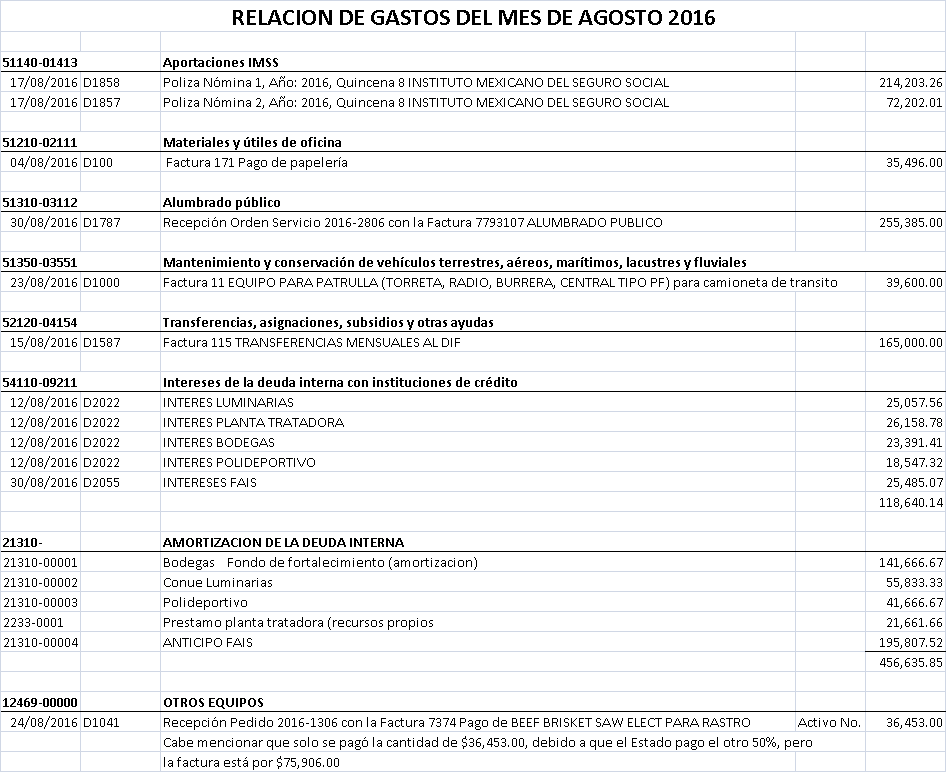 RELACION DE GASTOS DEL MES DE AGOSTO 2016
51140-01413 Aportaciones IMSS
17/08/2016 D1858 Poliza Nómina 1, Año: 2016, Quincena 8 INSTITUTO MEXICANO DEL SEGURO SOCIAL 214,203.26
17/08/2016 D1857 Poliza Nómina 2, Año: 2016, Quincena 8 INSTITUTO MEXICANO DEL SEGURO SOCIAL 72,202.01
51210-02111 Materiales y útiles de oficina
04/08/2016 D100 Factura 171 Pago de papelería 35,496.00
51310-03112 Alumbrado público
30/08/2016 D1787 Recepción Orden Servicio 2016-2806 con la Factura 7793107 ALUMBRADO PUBLICO 255,385.00
51350-03551 Mantenimiento y conservación de vehículos terrestres, aéreos, marítimos, lacustres y fluviales
23/08/2016 D1000 Factura 11 EQUIPO PARA PATRULLA (TORRETA, RADIO, BURRERA, CENTRAL TIPO PF) para camioneta de transito 39,600.00
52120-04154 Transferencias, asignaciones, subsidios y otras ayudas
15/08/2016 D1587 Factura 115 TRANSFERENCIAS MENSUALES AL DIF 165,000.00
54110-09211 Intereses de la deuda interna con instituciones de crédito
12/08/2016 D2022 INTERES LUMINARIAS 25,057.56
12/08/2016 D2022 INTERES PLANTA TRATADORA 26,158.78
12/08/2016 D2022 INTERES BODEGAS 23,391.41
12/08/2016 D2022 INTERES POLIDEPORTIVO 18,547.32
30/08/2016 D2055 INTERESES FAIS 25,485.07
118,640.14
21310- AMORTIZACION DE LA DEUDA INTERNA
21310-00001 Bodegas Fondo de fortalecimiento (amortizacion) 141,666.67
21310-00002 Conue Luminarias 55,833.33
21310-00003 Polideportivo 41,666.67
2233-0001 Prestamo planta tratadora (recursos propios 21,661.66
21310-00004 ANTICIPO FAIS 195,807.52
456,635.85
12469-00000 OTROS EQUIPOS
24/08/2016 D1041 Recepción Pedido 2016-1306 con la Factura 7374 Pago de BEEF BRISKET SAW ELECT PARA RASTRO Activo No. 36,453.00
Cabe mencionar que solo se pagó la cantidad de $36,453.00, debido a que el Estado pago el otro 50%, pero
la factura está por $75,906.00